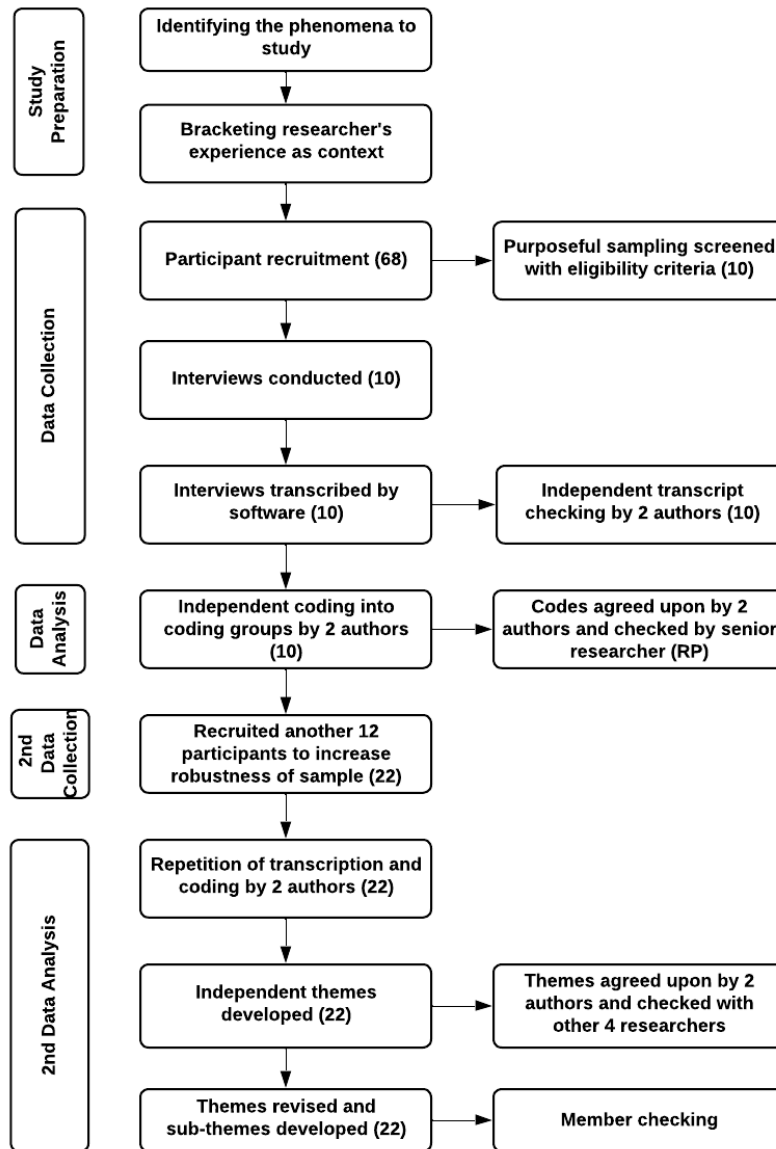 Study
Preparation
Identifying the phenomena to
study
Bracketing researcher's
experience as context
Data Collection
Participant recruitment (68)
Purposeful sampling screened
with eligibility criteria (10)
Interviews conducted (10)
Interviews transcribed by
software (10)
Independent transcript
checking by 2 authors (10)
Data
Analysis
Independent coding into
coding groups by 2 authors
(10)
Codes agreed upon by 2
authors and checked by senior
researcher (RP)
2nd
Data
Collection
Recruited another 12
participants to increase
robustness of sample (22)
2nd Data Analysis
Repetition of transcription and
coding by 2 authors (22)
Independent themes
developed (22)
Themes agreed upon by 2
authors and checked with
other 4 researchers
Themes revised and
sub-themes developed (22)
Member checking